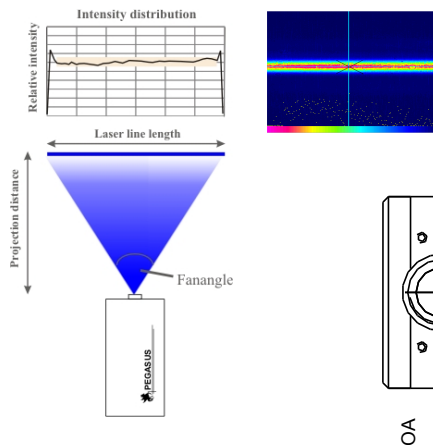 Intensity distribution
Relative intensity
Laser line length
Projection distance
Fanangle
PEGASUS
OA